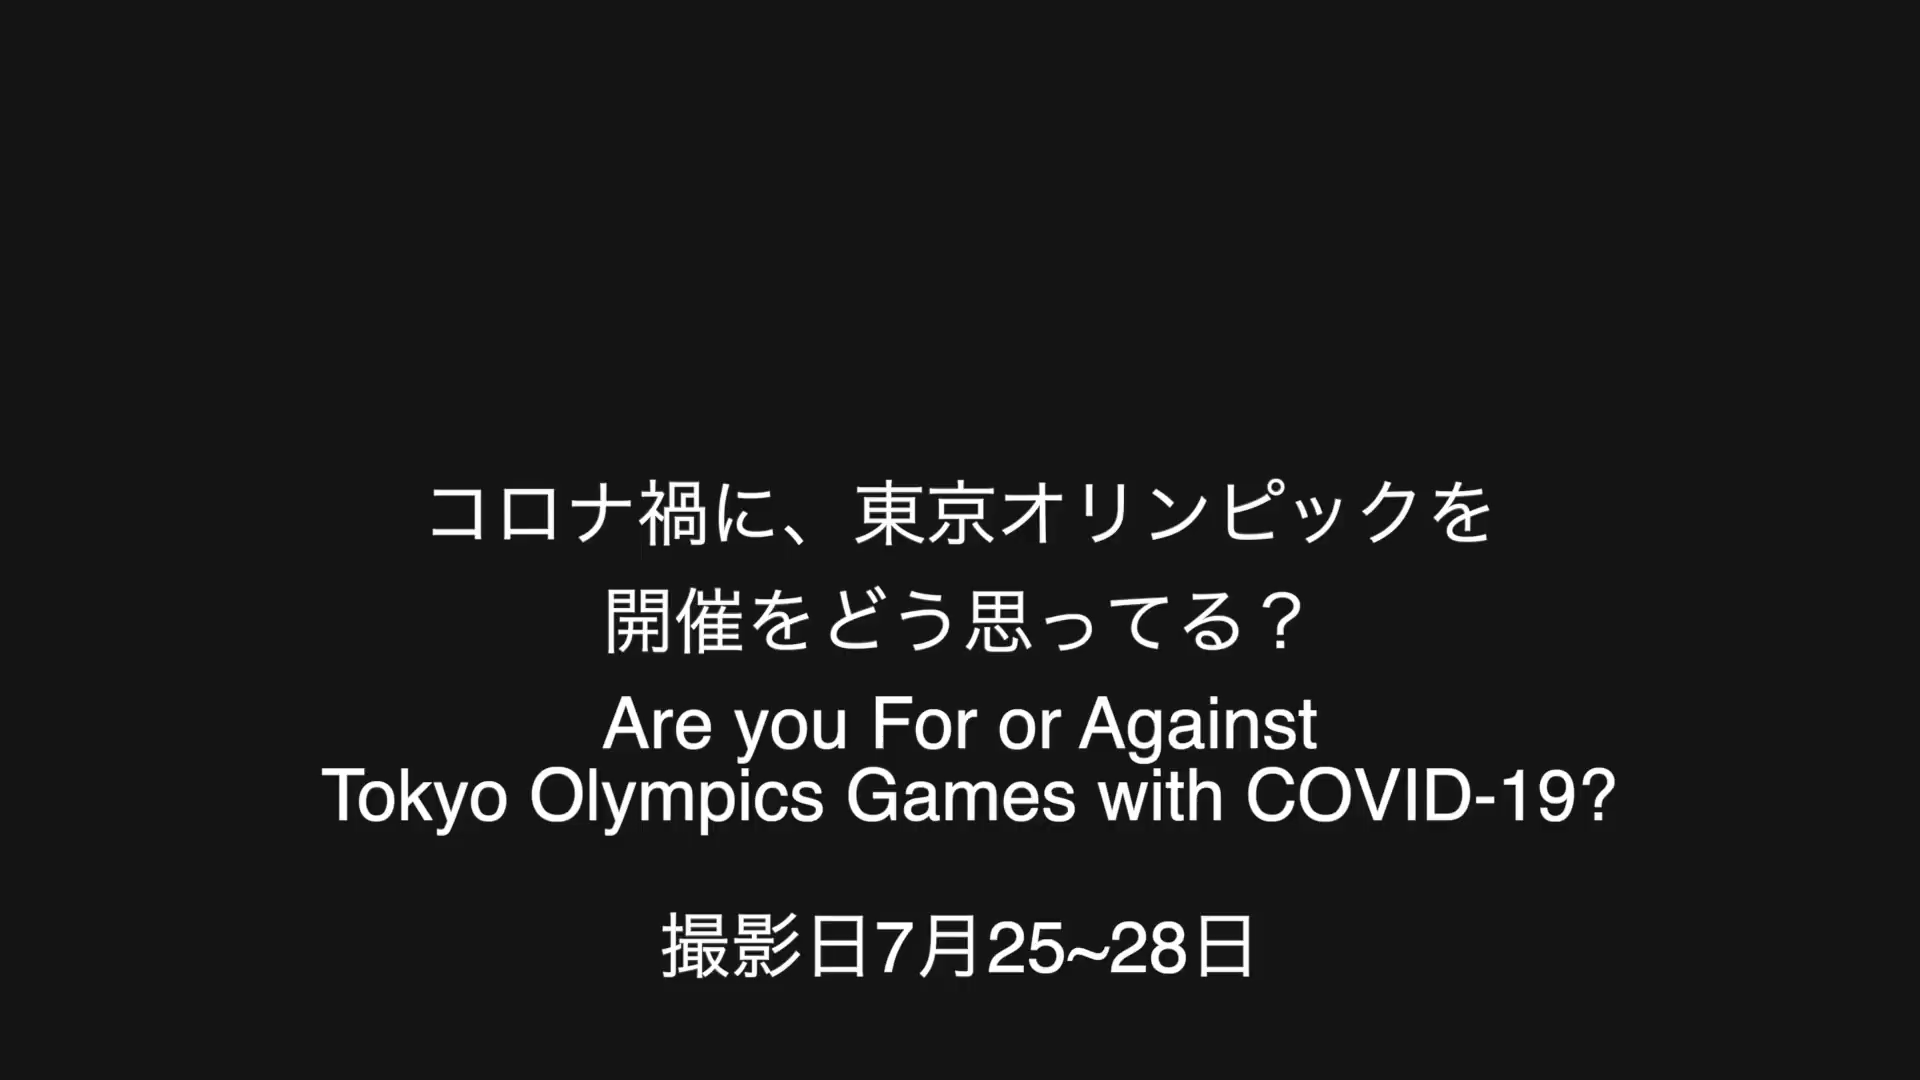 コロナ禍に、東京オリンピックを
開催をどう思ってる？
Are you For or Against
Tokyo Olympics Games with COVID-19?
撮影日7月25~28日